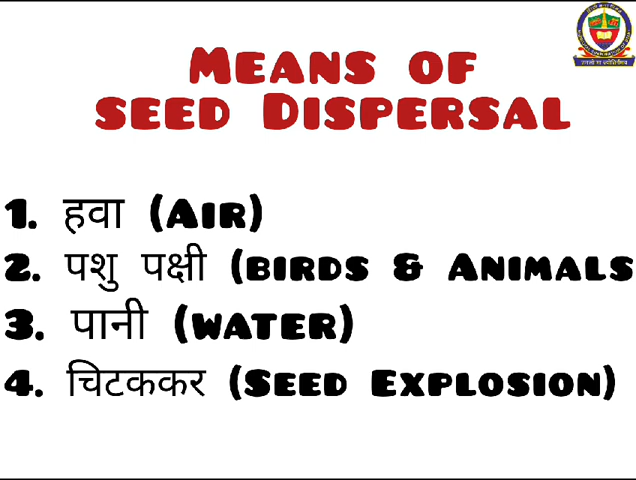 MEANS OF
SEED DISPERSAL
1. हवा (AIR)
2. पशु पक्षी (BIRDS & ANIMALS
3. पानी (WATER)
4. चिटककर (SEED EXPLOSION)